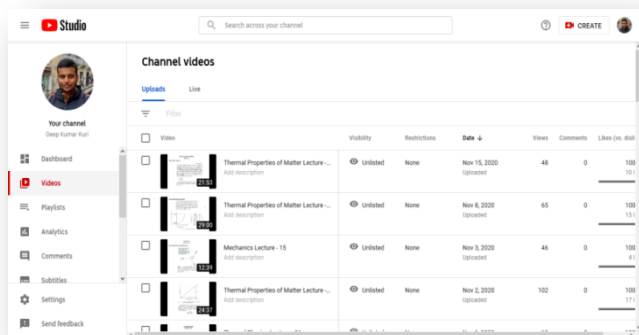 Studio
Search across your channel
CREATE
Your channel
Deep Kumar Kuri
Dashboard
Videos
Playlists
Analytics
Comments
Subtitles
Settings
Send feedback
Channel videos
Uploads Live
Filter
Video Visibility Restrictions Date ↓ Views Comments Likes (vs.
Thermal Properties of Matter Lecture -... Unlisted None Nov 15, 2020 48 0 100
Add description Uploaded
21:53
Thermal Properties of Matter Lecture -... Unlisted None Nov 8, 2020 65 0 100
Add description Uploaded
29:00
Mechanics Lecture - 15 Unlisted None Nov 3, 2020 46 0 100
Add description Uploaded
12:39
Thermal Properties of Matter Lecture -... Unlisted None Nov 2, 2020 102 0 100
Add description Uploaded
24:37